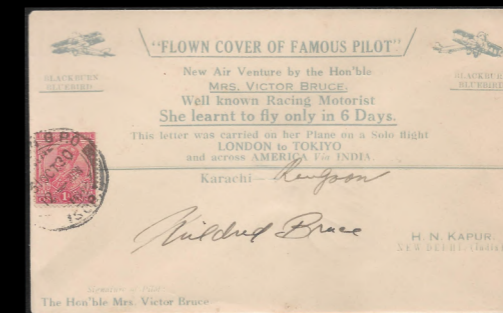 "FLOWN COVER OF FAMOUS PILOT"
New Air Venture by the Hon'ble
MRS. VICTOR BRUCE,
Well known Racing Motorist
She learnt to fly only in 6 Days.
This letter was carried on her Plane on a Solo flight
LONDON to TOKIYO
and across AMERICA Via INDIA.
BLACKBURN
BLUEBIRD
BLACKBURN
BLUEBIRD
G.P.O.
Karachi — Rangoon
Mildred Bruce
H. N. KAPUR.
NEW DELHI. (India)
Signature of Pilot
The Hon'ble Mrs. Victor Bruce.